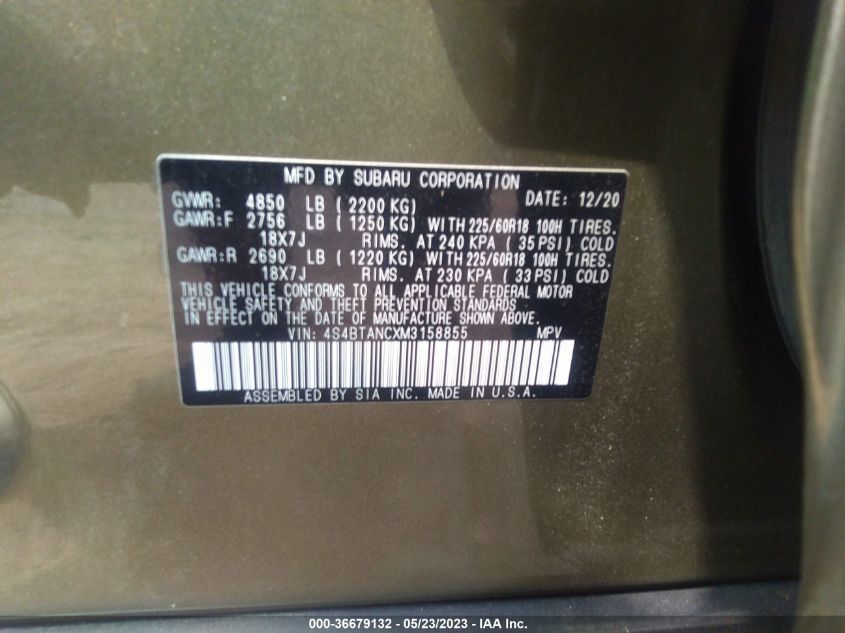 MFD BY SUBARU CORPORATION
GVWR: 4850 LB ( 2200 KG) DATE: 12/20
GAWR:F 2756 LB ( 1250 KG) WITH 225/60R18 100H TIRES.
18X7J RIMS. AT 240 KPA ( 35 PSI) COLD
GAWR:R 2690 LB ( 1220 KG) WITH 225/60R18 100H TIRES.
18X7J RIMS. AT 230 KPA ( 33 PSI) COLD
THIS VEHICLE CONFORMS TO ALL APPLICABLE FEDERAL MOTOR
VEHICLE SAFETY AND THEFT PREVENTION STANDARDS
IN EFFECT ON THE DATE OF MANUFACTURE SHOWN ABOVE.
VIN: 4S4BTANCXM3158855 MPV
ASSEMBLED BY SIA INC. MADE IN U.S.A.
000-36679132 - 05/23/2023 - IAA Inc.